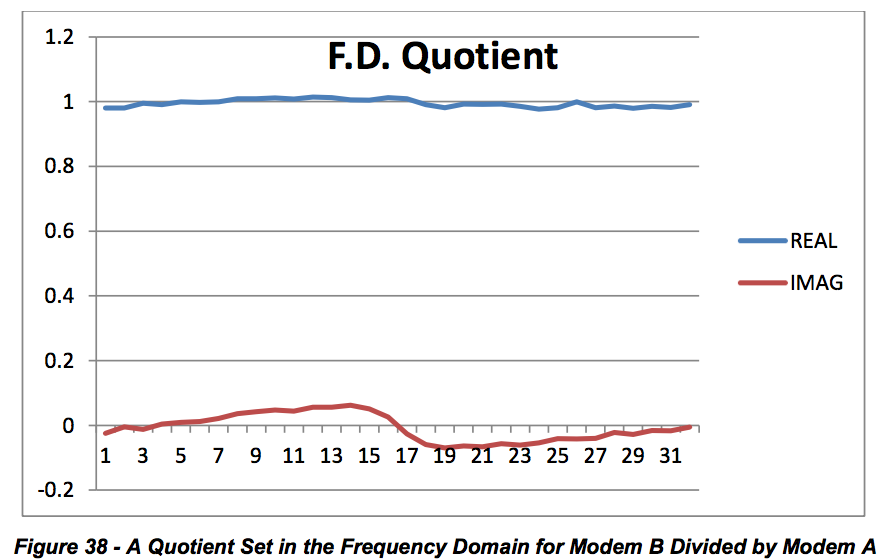 F.D. Quotient
1.2
1
0.8
0.6
0.4
0.2
0
-0.2
1 3 5 7 9 11 13 15 17 19 21 23 25 27 29 31
REAL
IMAG
Figure 38 - A Quotient Set in the Frequency Domain for Modem B Divided by Modem A